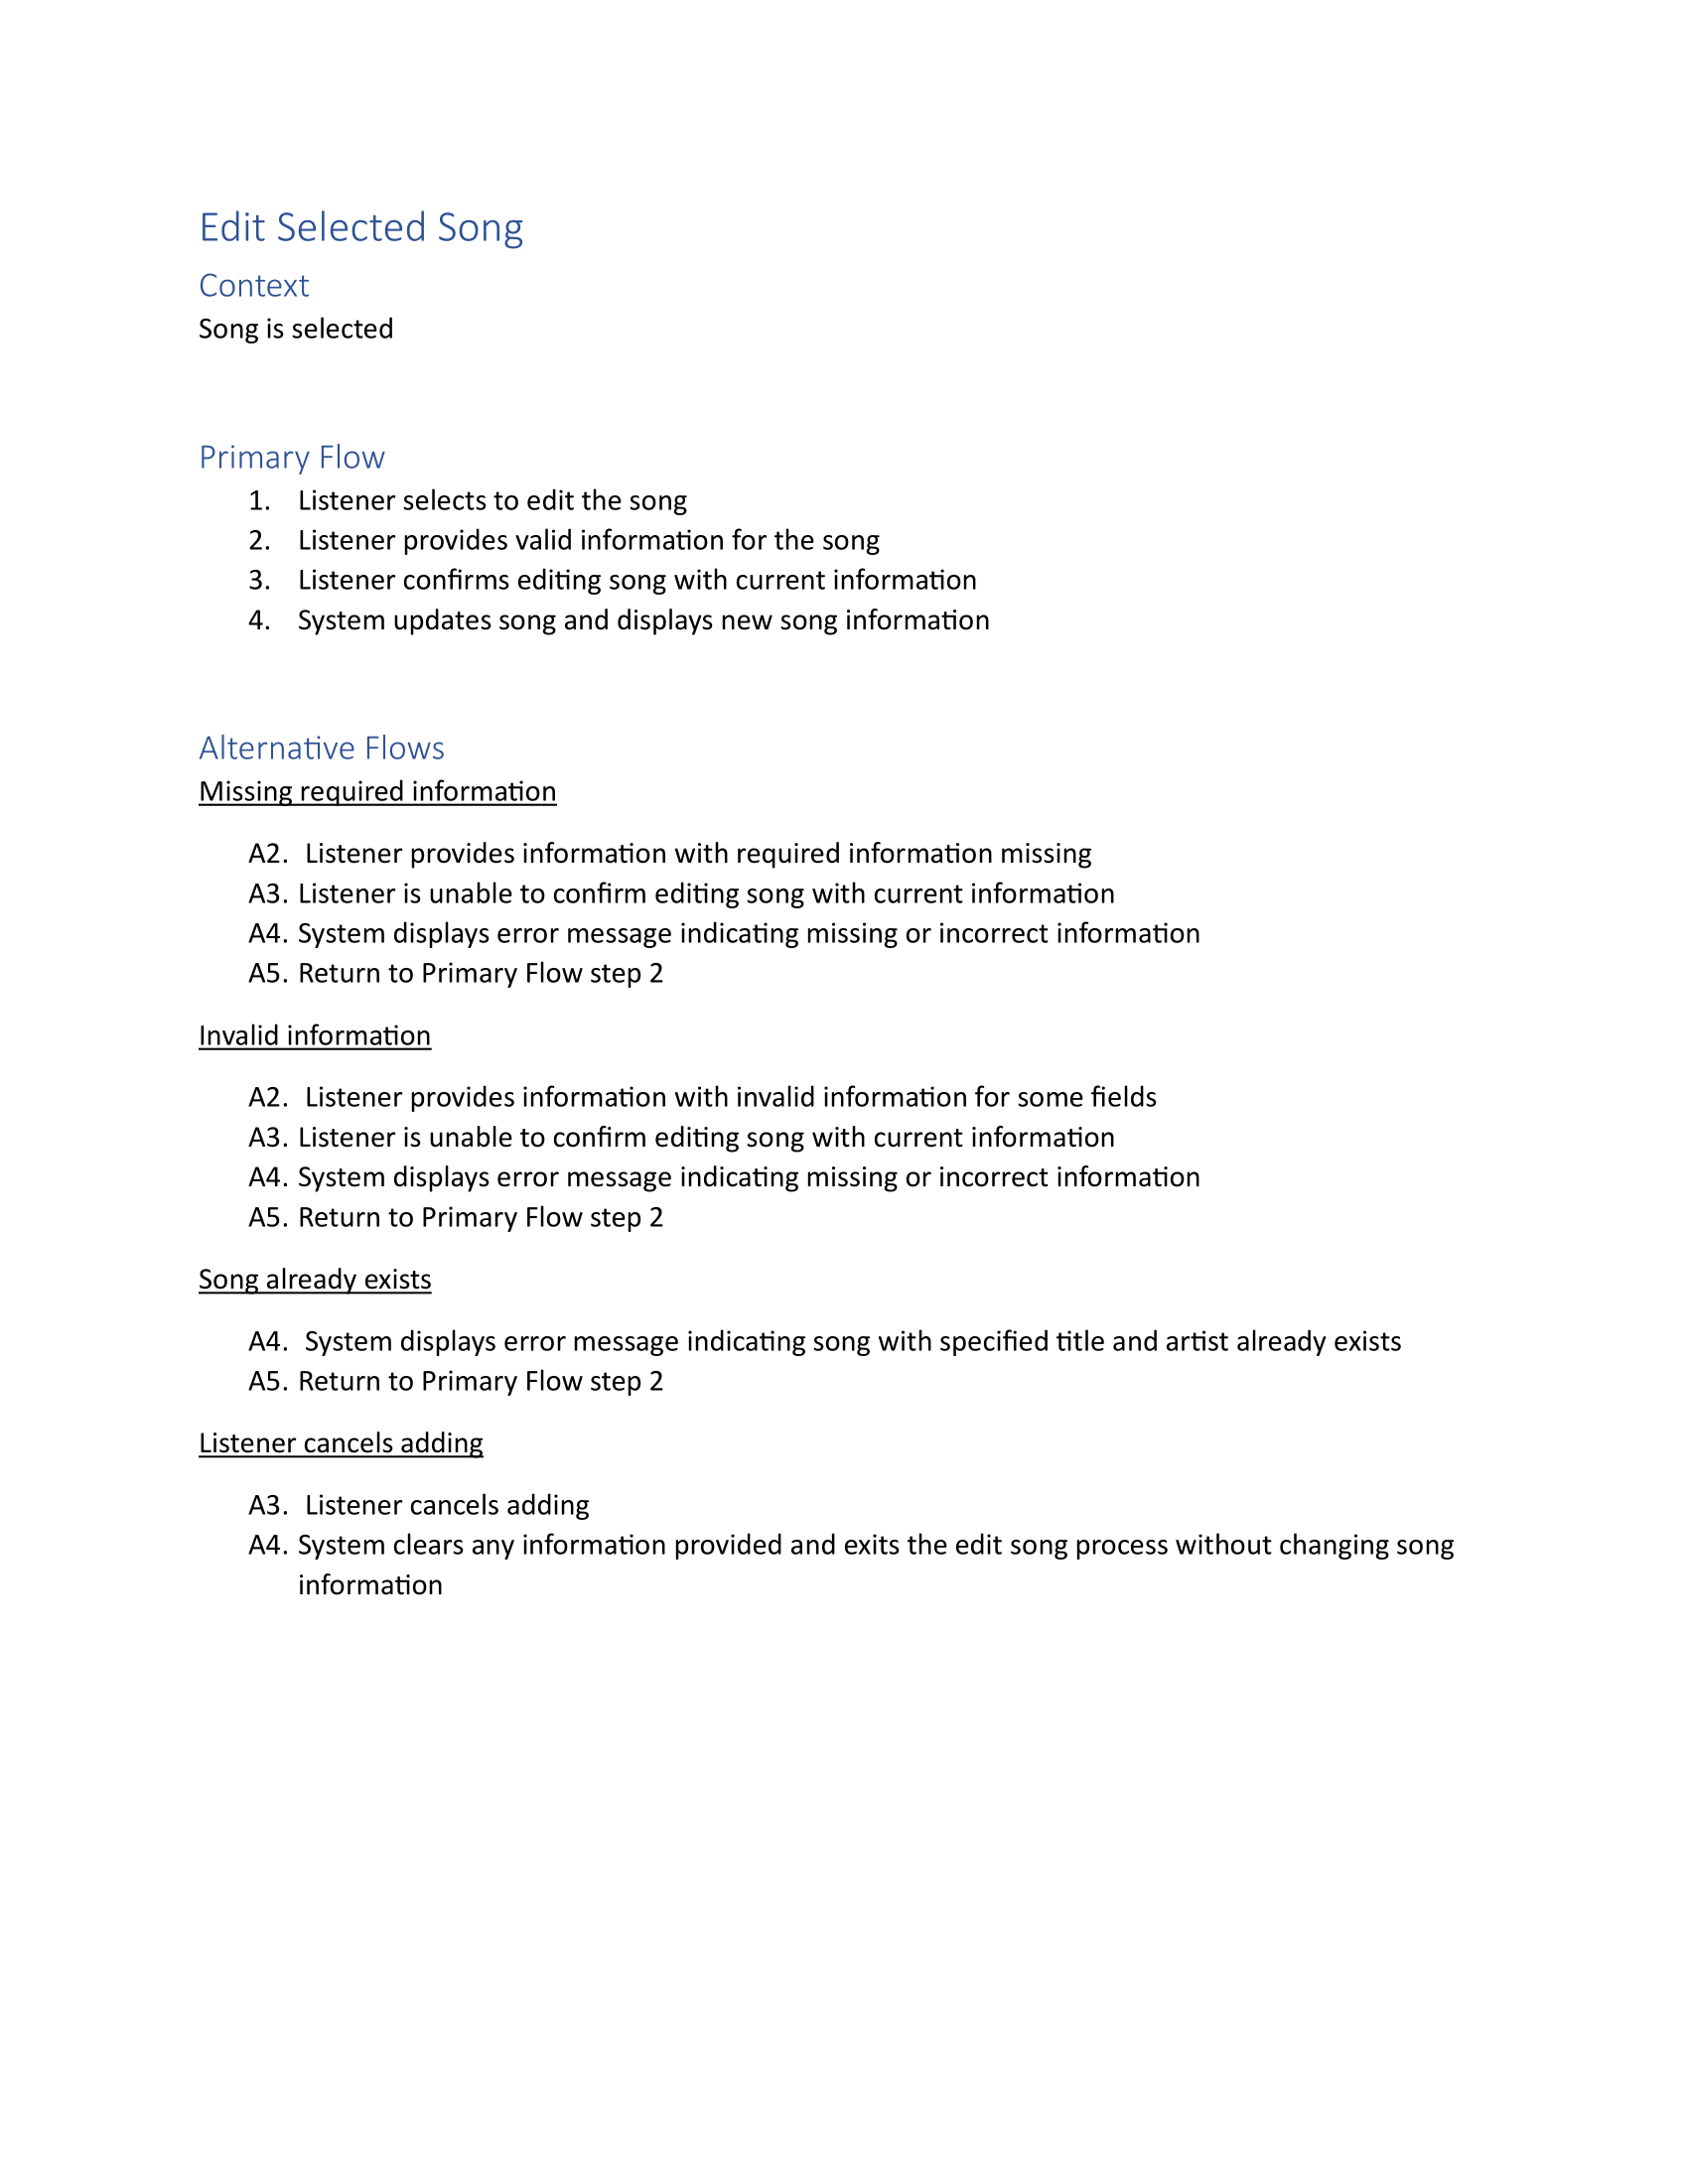 Edit Selected Song
Context
Song is selected
Primary Flow
1. Listener selects to edit the song
2. Listener provides valid information for the song
3. Listener confirms editing song with current information
4. System updates song and displays new song information
Alternative Flows
Missing required information
A2. Listener provides information with required information missing
A3. Listener is unable to confirm editing song with current information
A4. System displays error message indicating missing or incorrect information
A5. Return to Primary Flow step 2
Invalid information
A2. Listener provides information with invalid information for some fields
A3. Listener is unable to confirm editing song with current information
A4. System displays error message indicating missing or incorrect information
A5. Return to Primary Flow step 2
Song already exists
A4. System displays error message indicating song with specified title and artist already exists
A5. Return to Primary Flow step 2
Listener cancels adding
A3. Listener cancels adding
A4. System clears any information provided and exits the edit song process without changing song
information